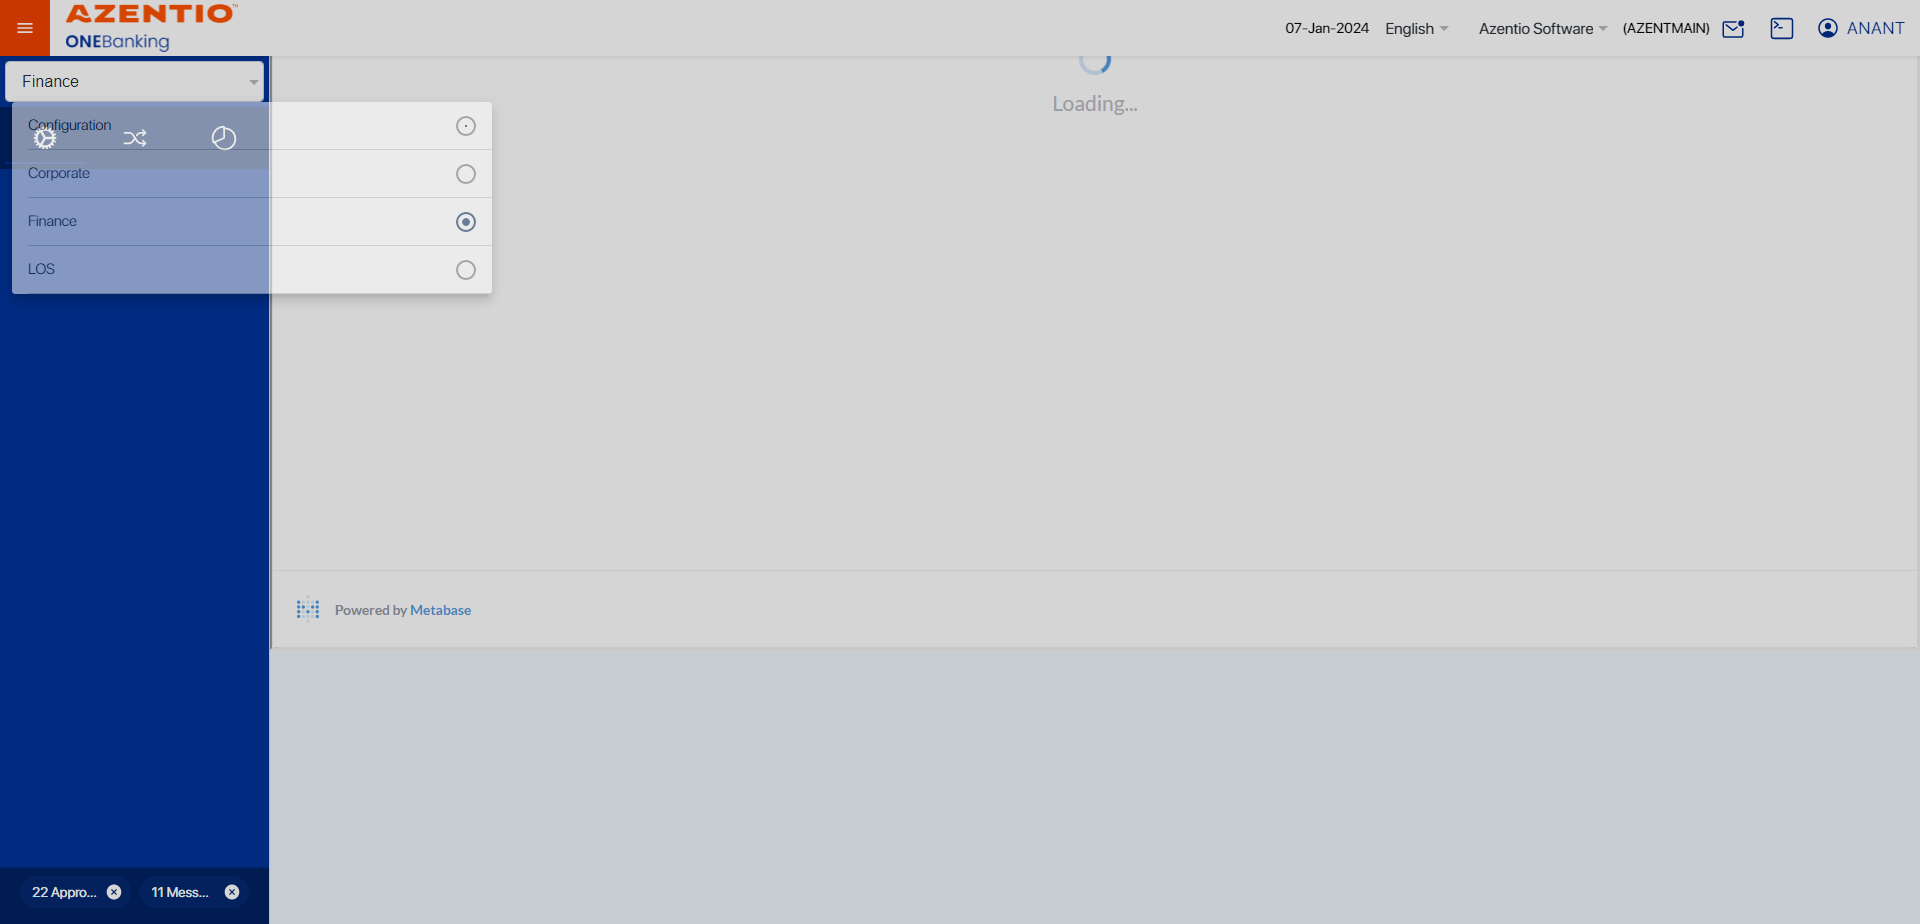 AZENTIO™
ONEBanking
07-Jan-2024 English Azentio Software (AZENTMAIN) ANANT
Finance
Loading...
Configuration
Corporate
Finance
LOS
Powered by Metabase
22 Appro... 11 Mess...